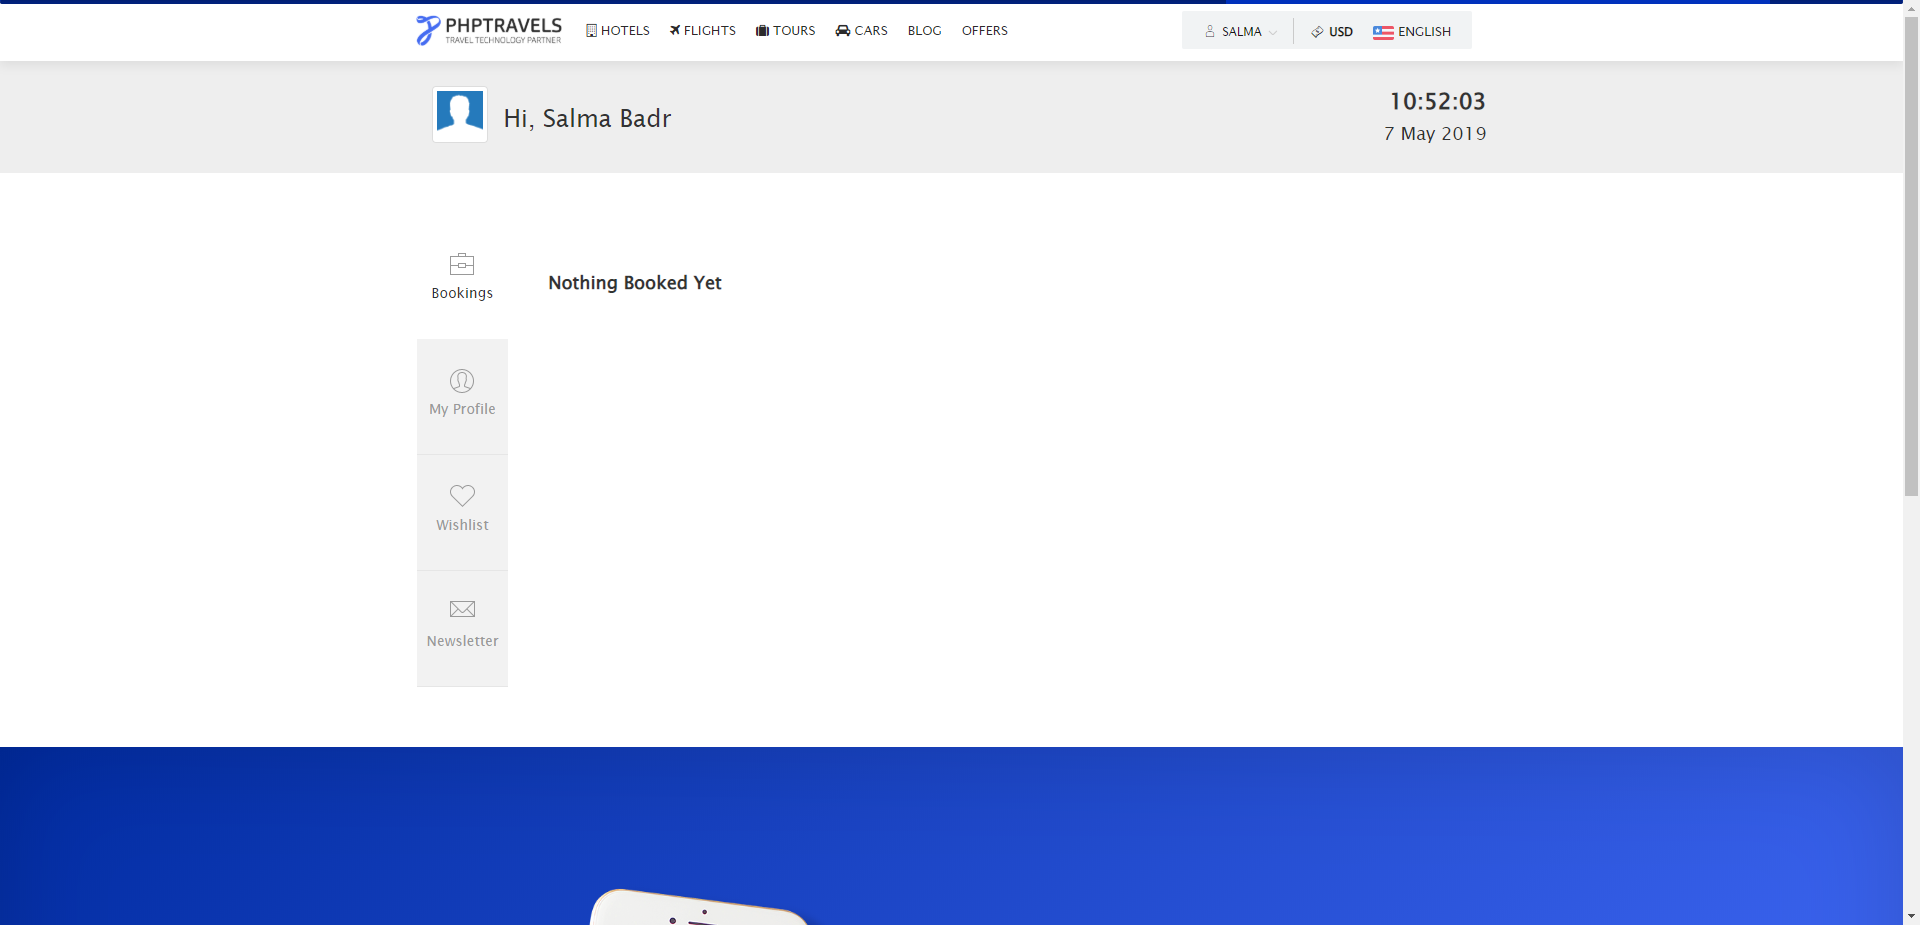 PHPTRAVELS
TRAVEL TECHNOLOGY PARTNER
HOTELS
FLIGHTS
TOURS
CARS
BLOG
OFFERS
SALMA
USD
ENGLISH
Hi, Salma Badr
10:52:03
7 May 2019
Bookings
Nothing Booked Yet
My Profile
Wishlist
Newsletter